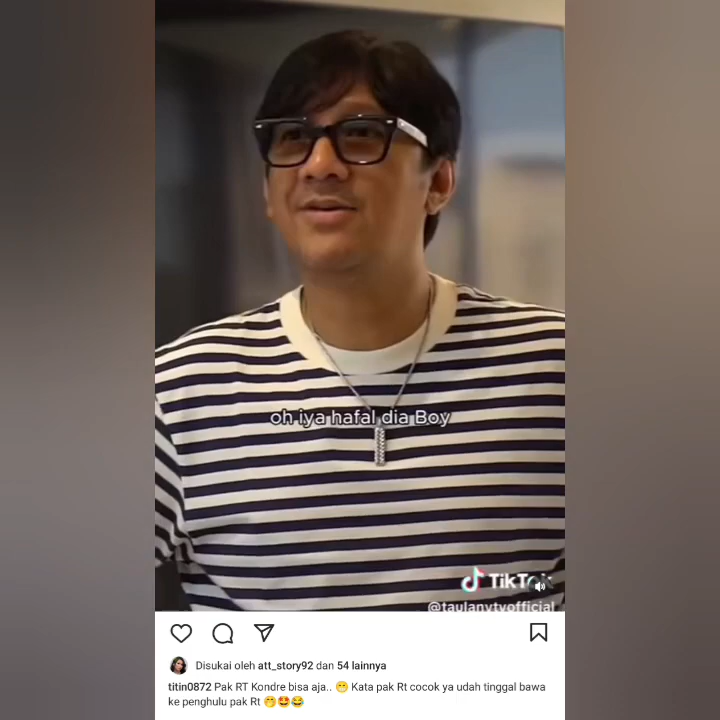 oh iya hafal dia Boy
TikTok
@taulanytvofficial
Disukai oleh att_story92 dan 54 lainnya
titin0872 Pak RT Kondre bisa aja.. 😁 Kata pak Rt cocok ya udah tinggal bawa
ke penghulu pak Rt 🤭🤩😂